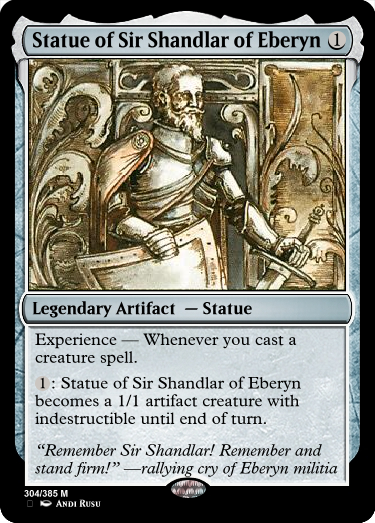 Statue of Sir Shandlar of Eberyn 1
Legendary Artifact — Statue
Experience — Whenever you cast a
creature spell.
1: Statue of Sir Shandlar of Eberyn
becomes a 1/1 artifact creature with
indestructible until end of turn.
“Remember Sir Shandlar! Remember and
stand firm!” —rallying cry of Eberyn militia
304/385 M
Andi Rusu